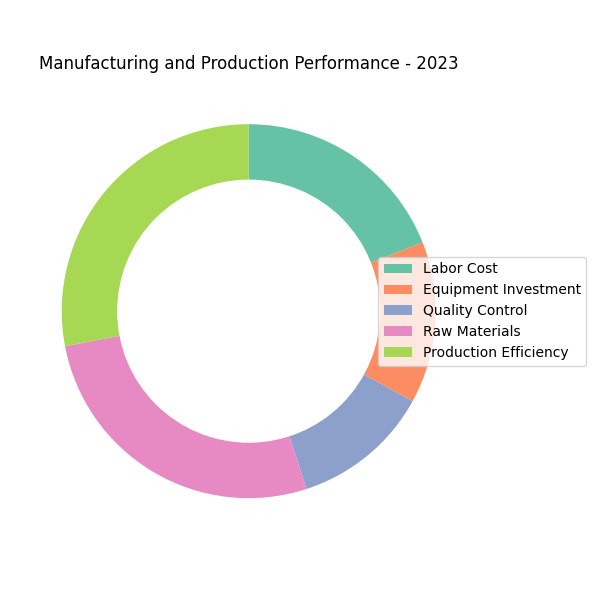 Manufacturing and Production Performance - 2023
Labor Cost
Equipment Investment
Quality Control
Raw Materials
Production Efficiency